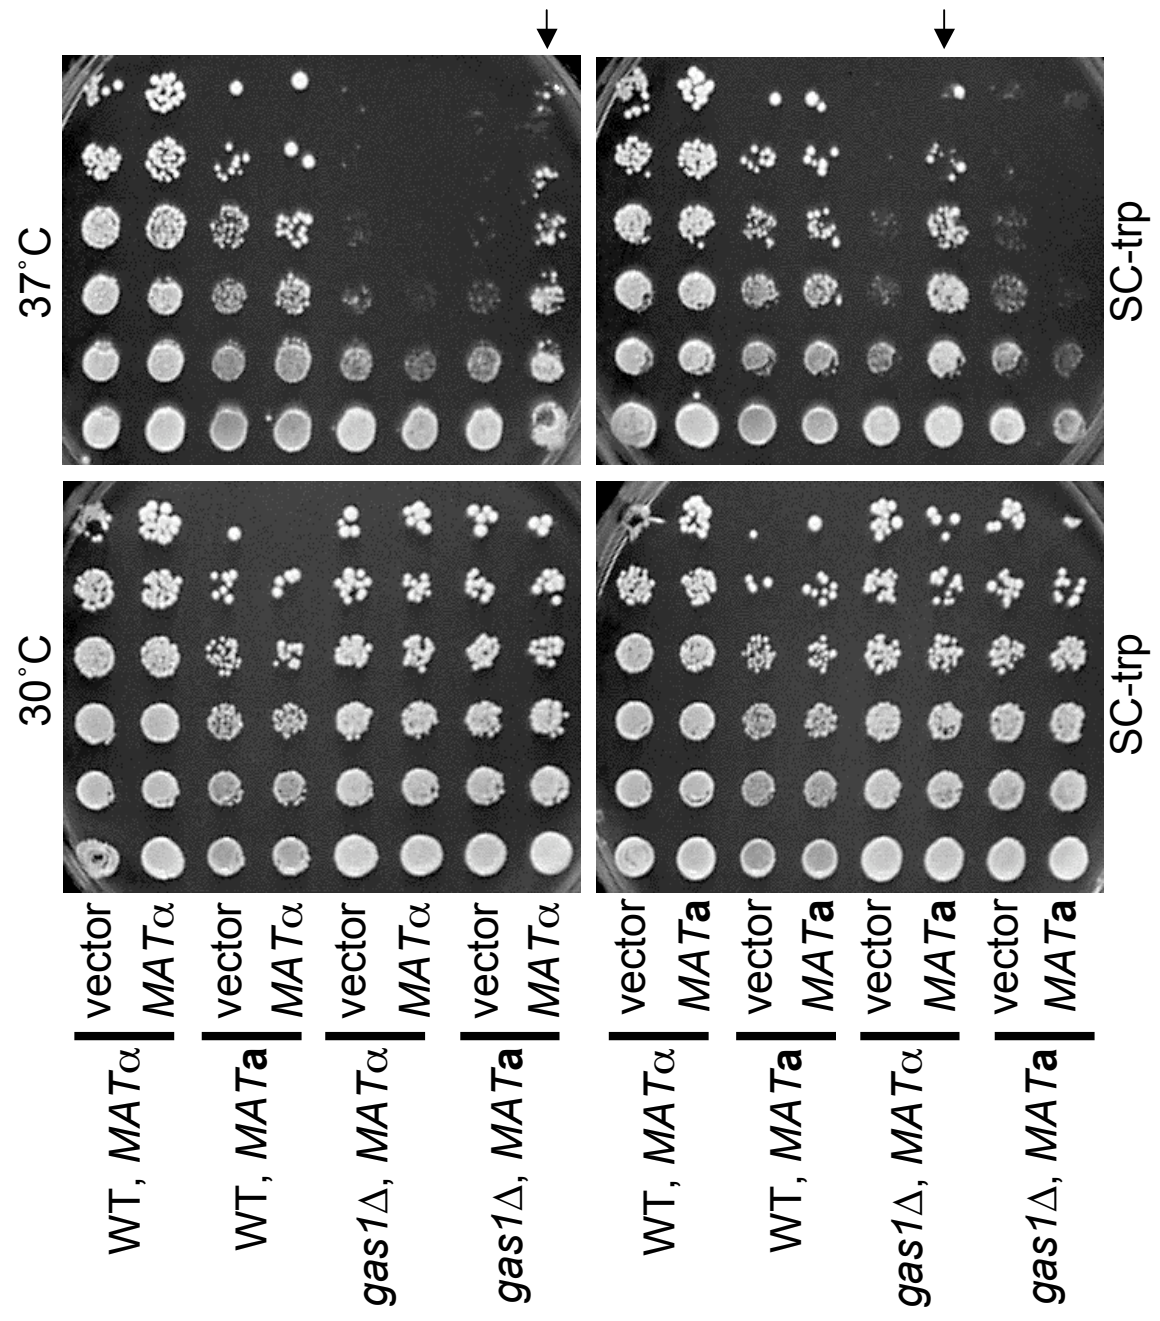 37°C
SC-trp
30°C
SC-trp
vector
MATα
vector
MATα
vector
MATα
vector
MATα
vector
MATa
vector
MATa
vector
MATa
vector
MATa
WT, MATα
WT, MATa
gas1Δ, MATα
gas1Δ, MATa
WT, MATα
WT, MATa
gas1Δ, MATα
gas1Δ, MATa